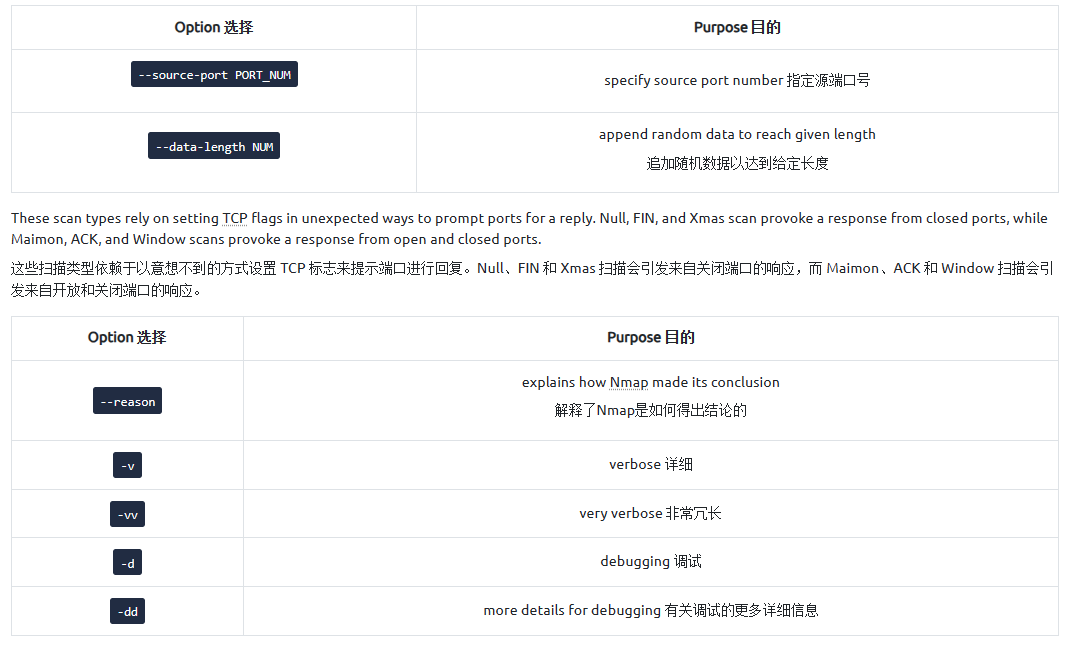 Option 选择
Purpose 目的
--source-port PORT_NUM
specify source port number 指定源端口号
--data-length NUM
append random data to reach given length
追加随机数据以达到给定长度
These scan types rely on setting TCP flags in unexpected ways to prompt ports for a reply. Null, FIN, and Xmas scan provoke a response from closed ports, while
Maimon, ACK, and Window scans provoke a response from open and closed ports.
这些扫描类型依赖于以意想不到的方式设置 TCP 标志来提示端口进行回复。Null、FIN 和 Xmas 扫描会引发来自关闭端口的响应，而 Maimon、ACK 和 Window 扫描会引
发来自开放和关闭端口的响应。
Option 选择
Purpose 目的
--reason
explains how Nmap made its conclusion
解释了Nmap是如何得出结论的
-v
verbose 详细
-vv
very verbose 非常冗长
-d
debugging 调试
-dd
more details for debugging 有关调试的更多详细信息